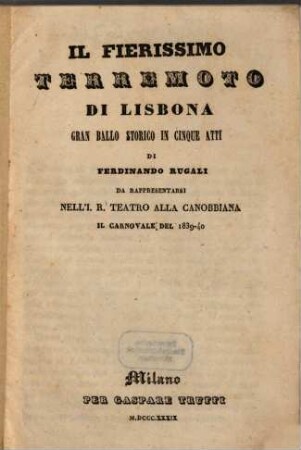 IL FIERISSIMO
TERREMOTO
DI LISBONA
GRAN BALLO STORICO IN CINQUE ATTI
DI
FERDINANDO RUGALI
DA RAPPRESENTARSI
NELL'I. R. TEATRO ALLA CANOBBIANA
IL CARNOVALE DEL 1839-40
Milano
PER GASPARE TRUFFI
M.DCCC.XXXIX